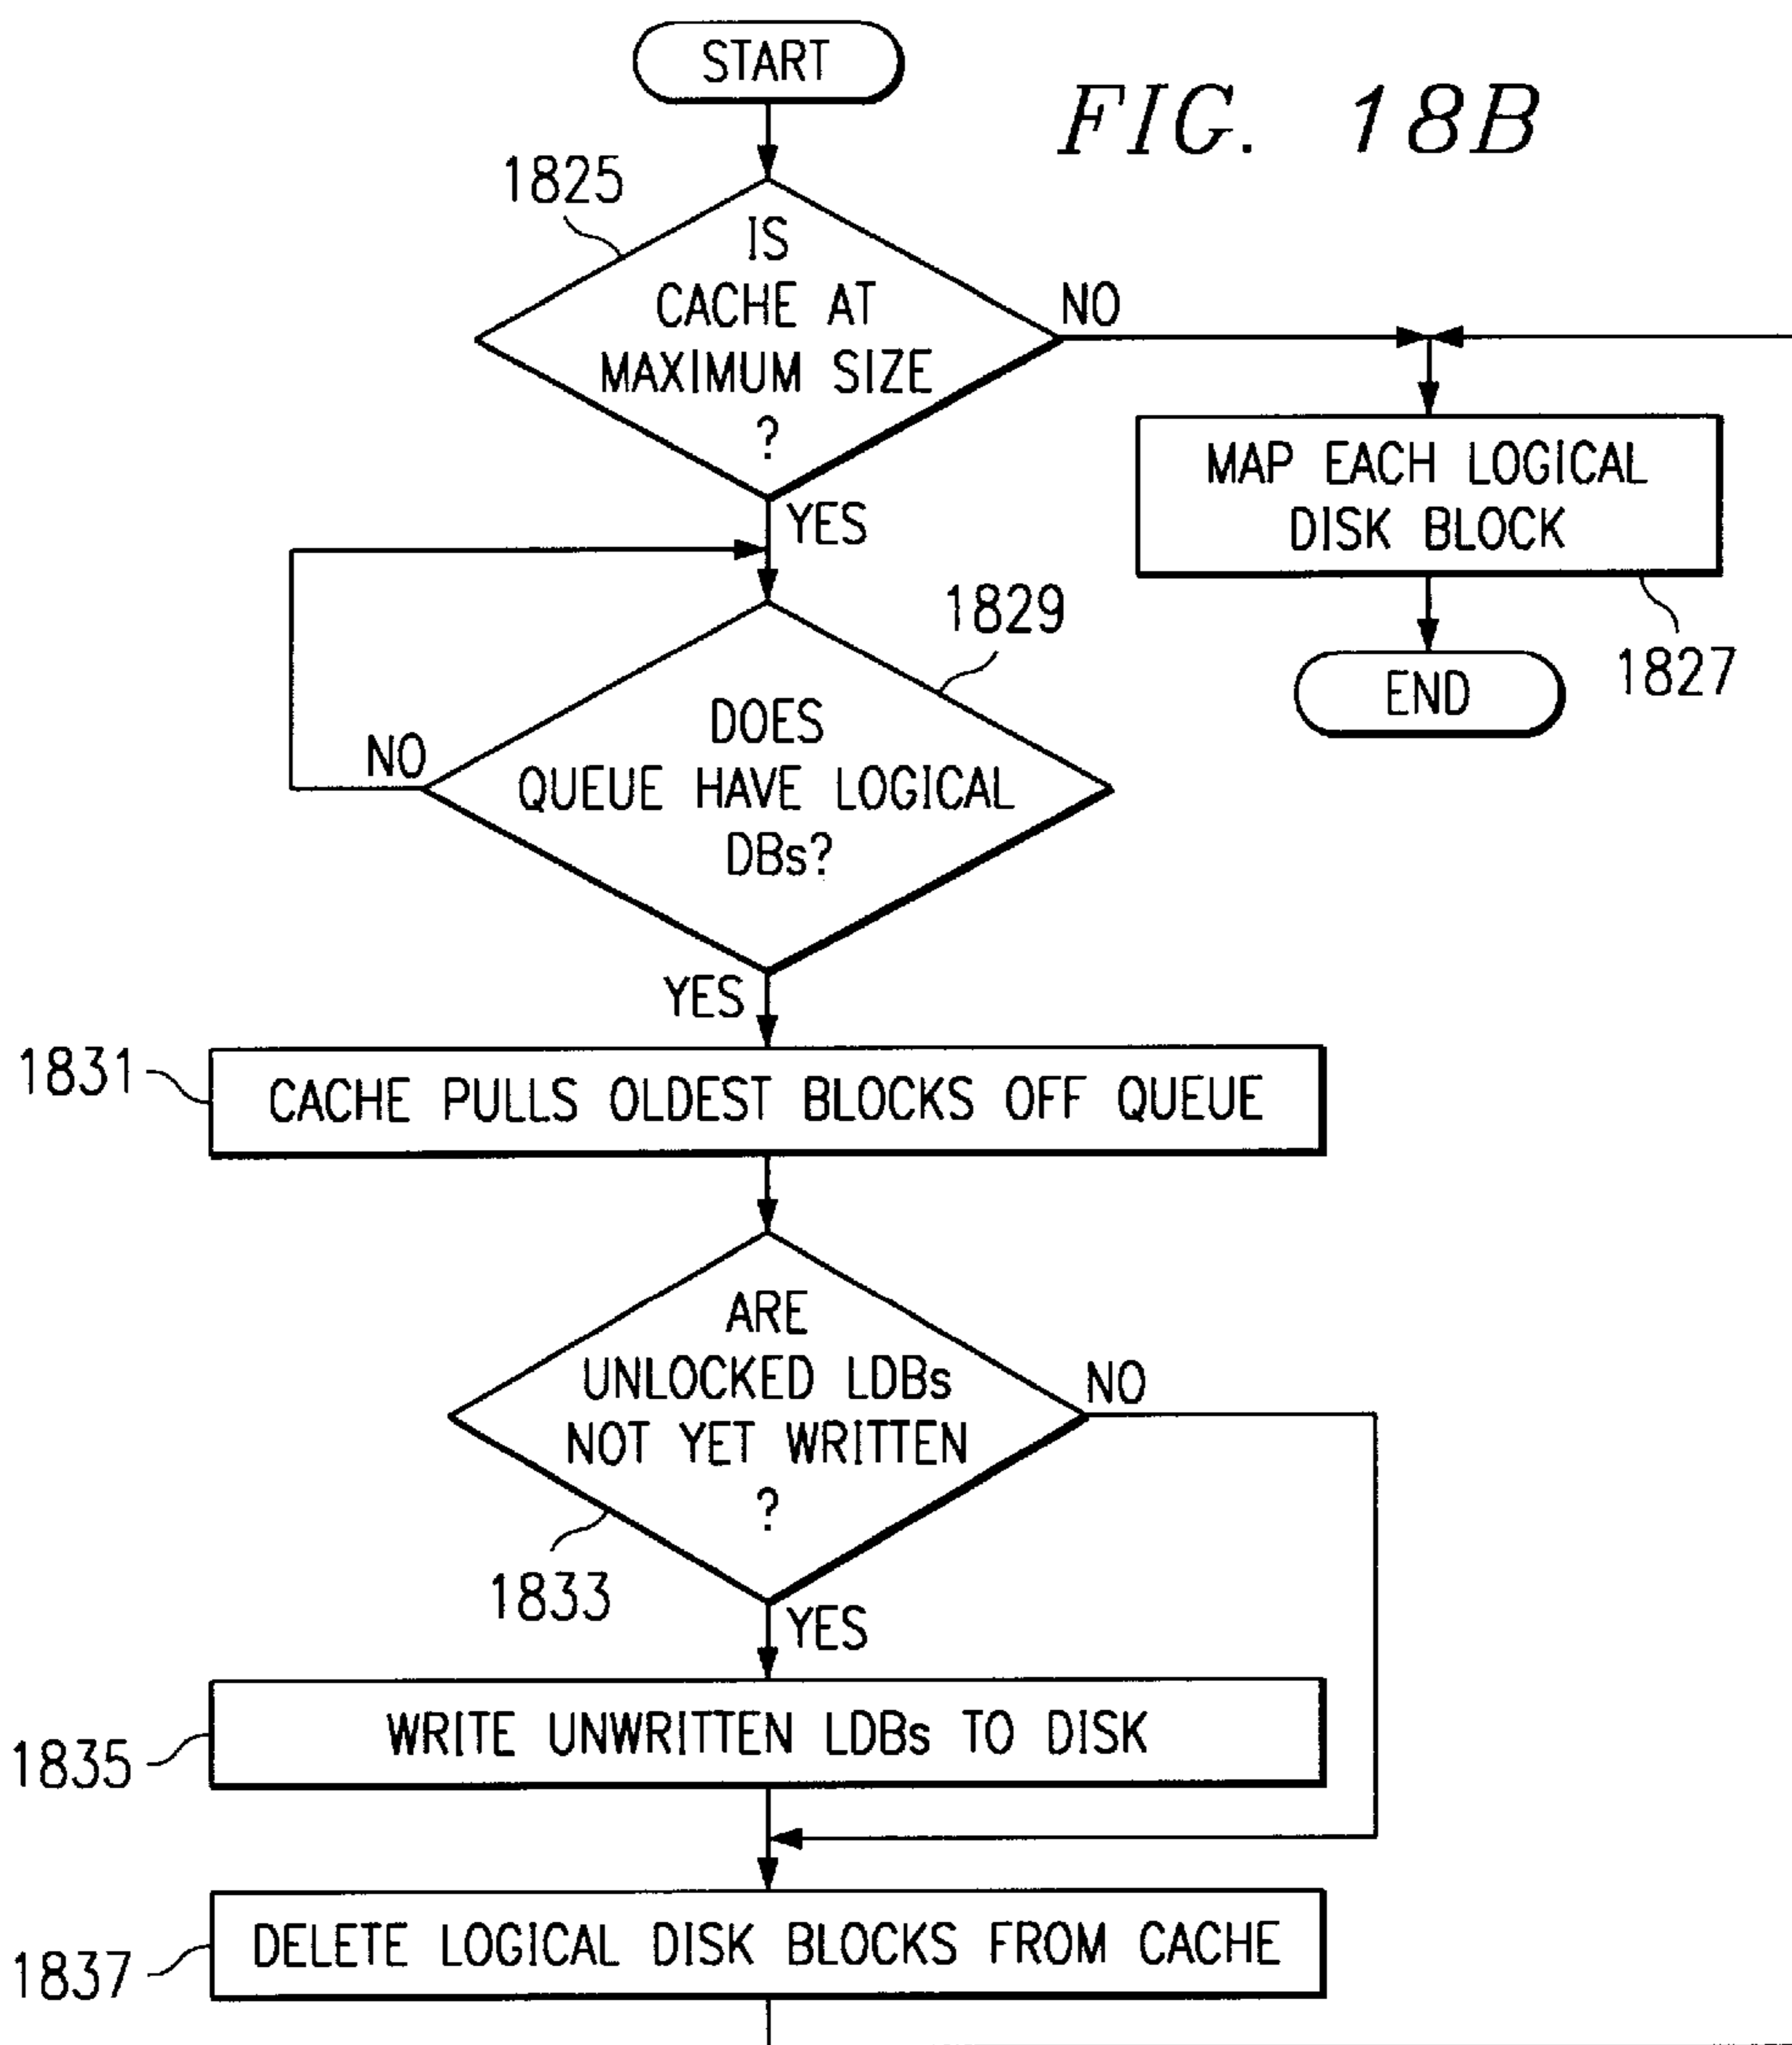 START
FIG. 18B
1825
IS
CACHE AT
MAXIMUM SIZE
?
NO
YES
MAP EACH LOGICAL
DISK BLOCK
1827
END
1829
DOES
QUEUE HAVE LOGICAL
DBs?
NO
YES
1831
CACHE PULLS OLDEST BLOCKS OFF QUEUE
ARE
UNLOCKED LDBs
NOT YET WRITTEN
?
NO
1833
YES
WRITE UNWRITTEN LDBs TO DISK
1835
DELETE LOGICAL DISK BLOCKS FROM CACHE
1837